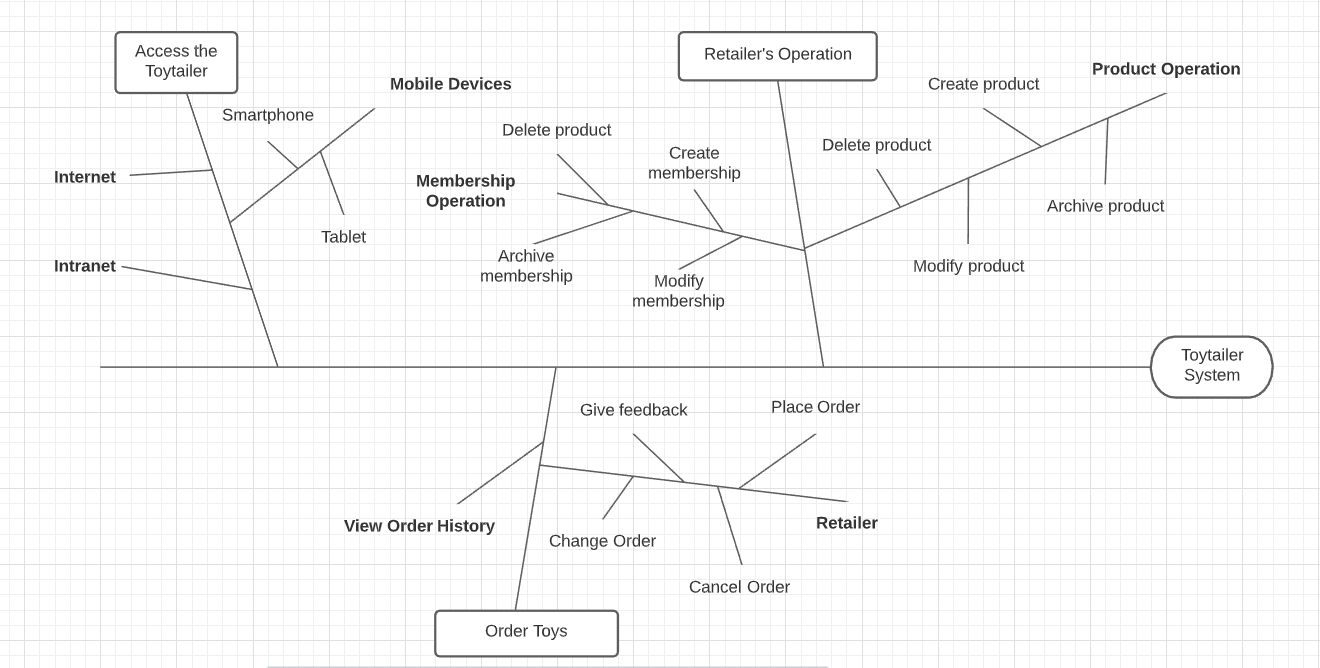 Access the
Toytailer
Retailer's Operation
Product Operation
Mobile Devices
Create product
Smartphone
Delete product
Delete product
Create
membership
Internet
Membership
Operation
Archive product
Tablet
Archive
membership
Intranet
Modify product
Modify
membership
Toytailer
System
Give feedback
Place Order
View Order History
Retailer
Change Order
Cancel Order
Order Toys